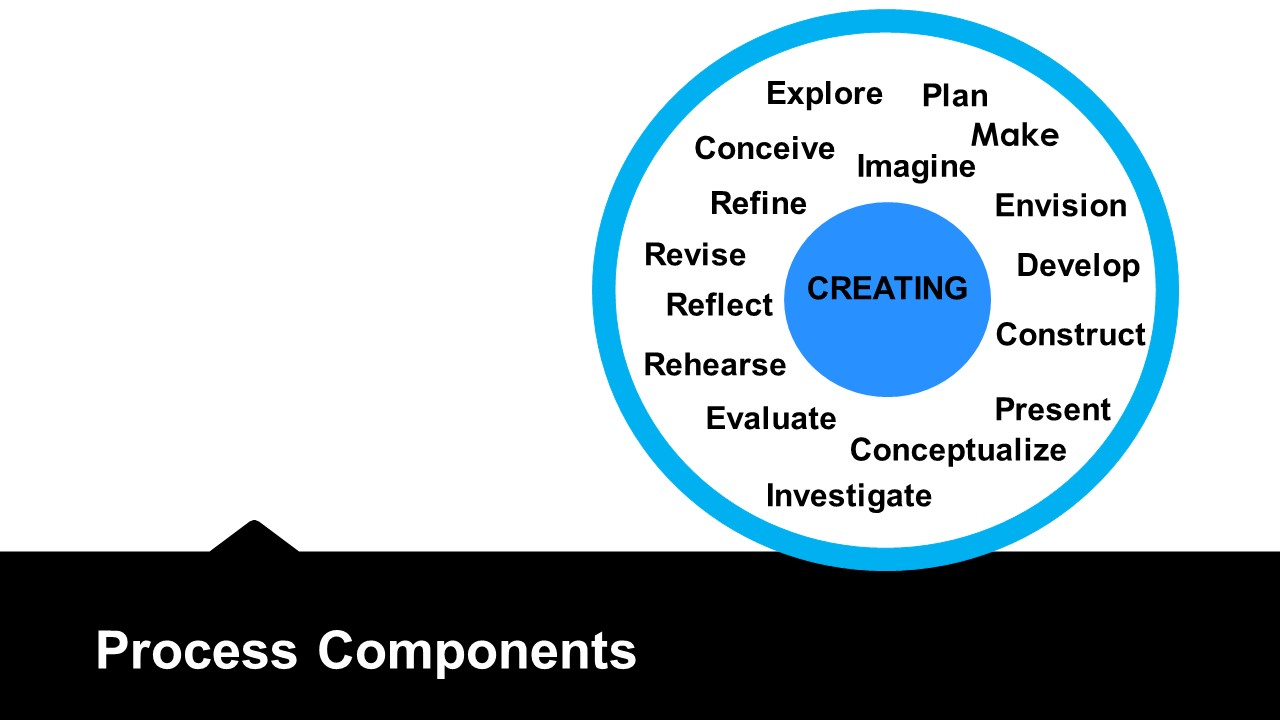 Explore
Plan
Make
Conceive
Imagine
Refine
Envision
Revise
Develop
CREATING
Reflect
Construct
Rehearse
Present
Evaluate
Conceptualize
Investigate
Process Components